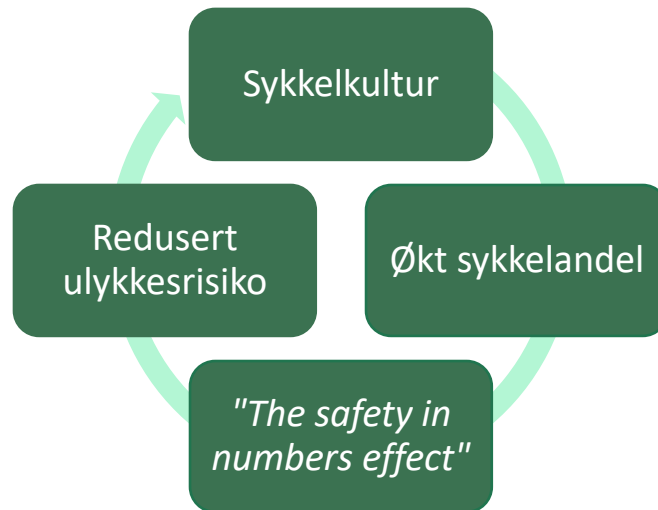 Sykkelkultur
Økt sykkelandel
"The safety in
numbers effect"
Redusert
ulykkesrisiko